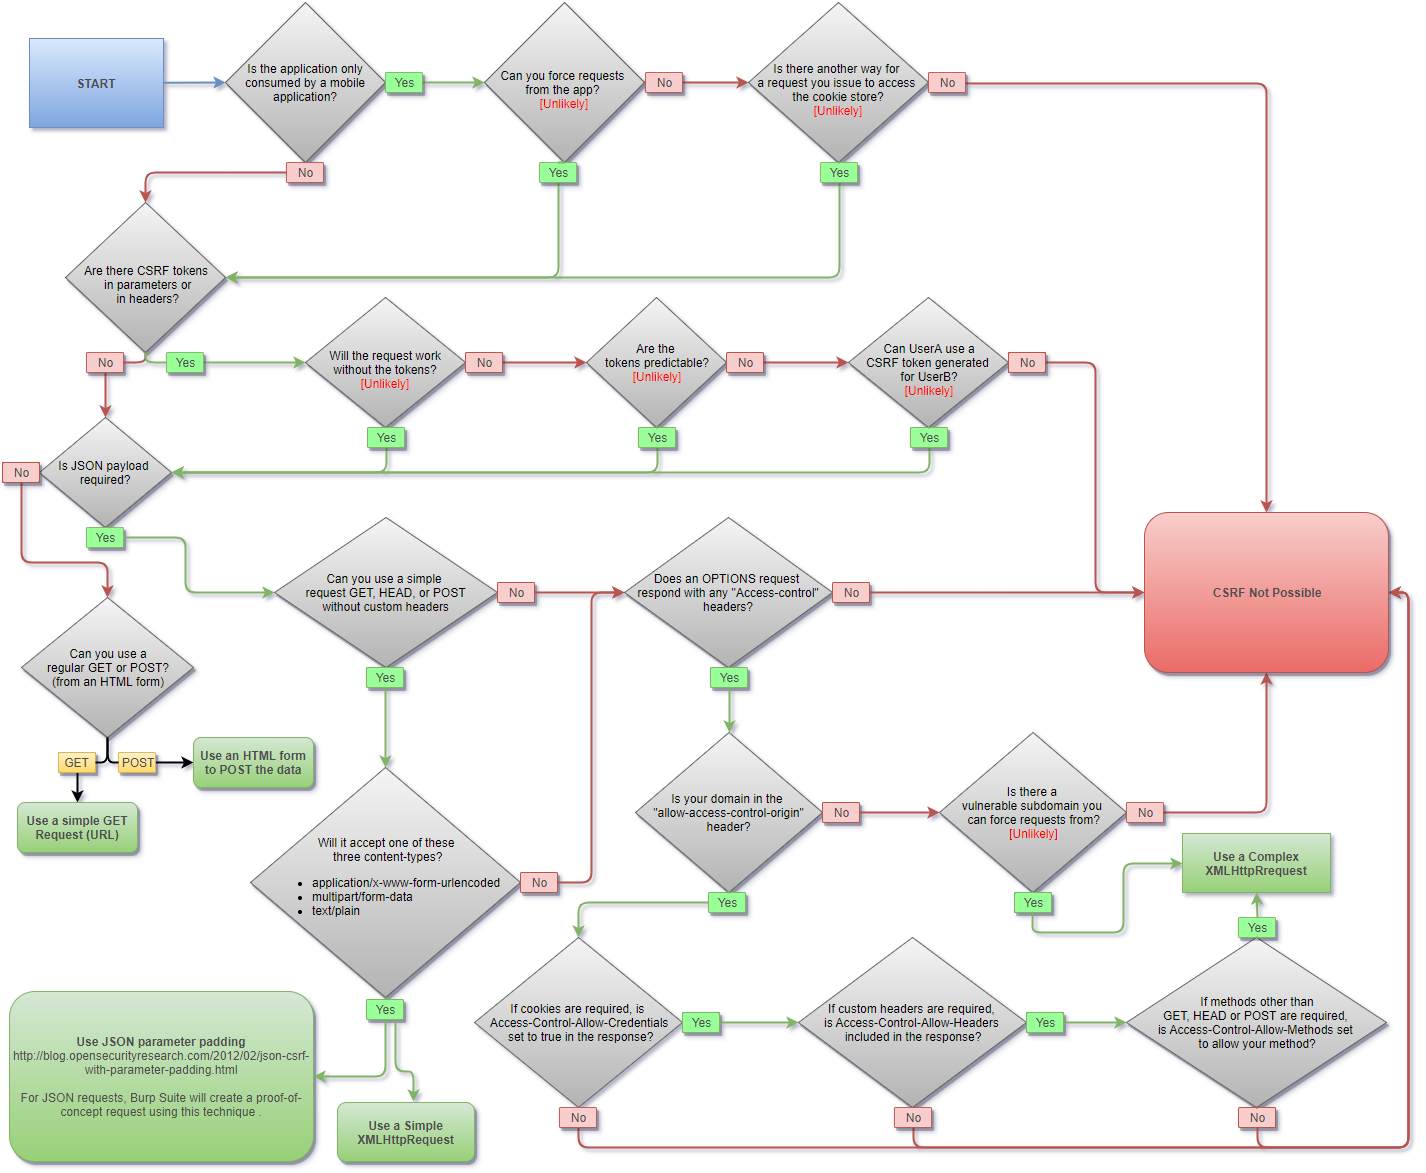 START
Is the application only
consumed by a mobile
application?
Yes
Can you force requests
from the app?
[Unlikely]
No
Is there another way for
a request you issue to access
the cookie store?
[Unlikely]
No
No
Yes
Yes
Are there CSRF tokens
in parameters or
in headers?
No
Yes
Will the request work
without the tokens?
[Unlikely]
No
Are the
tokens predictable?
[Unlikely]
No
Can UserA use a
CSRF token generated
for UserB?
[Unlikely]
No
Yes
Yes
Yes
No
Is JSON payload
required?
Yes
Can you use a simple
request GET, HEAD, or POST
without custom headers
No
Does an OPTIONS request
respond with any "Access-control"
headers?
No
CSRF Not Possible
Can you use a
regular GET or POST?
(from an HTML form)
Yes
Yes
GET
POST
Use an HTML form
to POST the data
Use a simple GET
Request (URL)
Is your domain in the
"allow-access-control-origin"
header?
No
Is there a
vulnerable subdomain you
can force requests from?
[Unlikely]
No
Will it accept one of these
three content-types?
• application/x-www-form-urlencoded
• multipart/form-data
• text/plain
No
Use a Complex
XMLHttpRrequest
Yes
Yes
Yes
Yes
If cookies are required, is
Access-Control-Allow-Credentials
set to true in the response?
Yes
If custom headers are required,
is Access-Control-Allow-Headers
included in the response?
Yes
If methods other than
GET, HEAD or POST are required,
is Access-Control-Allow-Methods set
to allow your method?
Use JSON parameter padding
http://blog.opensecurityresearch.com/2012/02/json-csrf-
with-parameter-padding.html
For JSON requests, Burp Suite will create a proof-of-
concept request using this technique .
Use a Simple
XMLHttpRequest
No
No
No